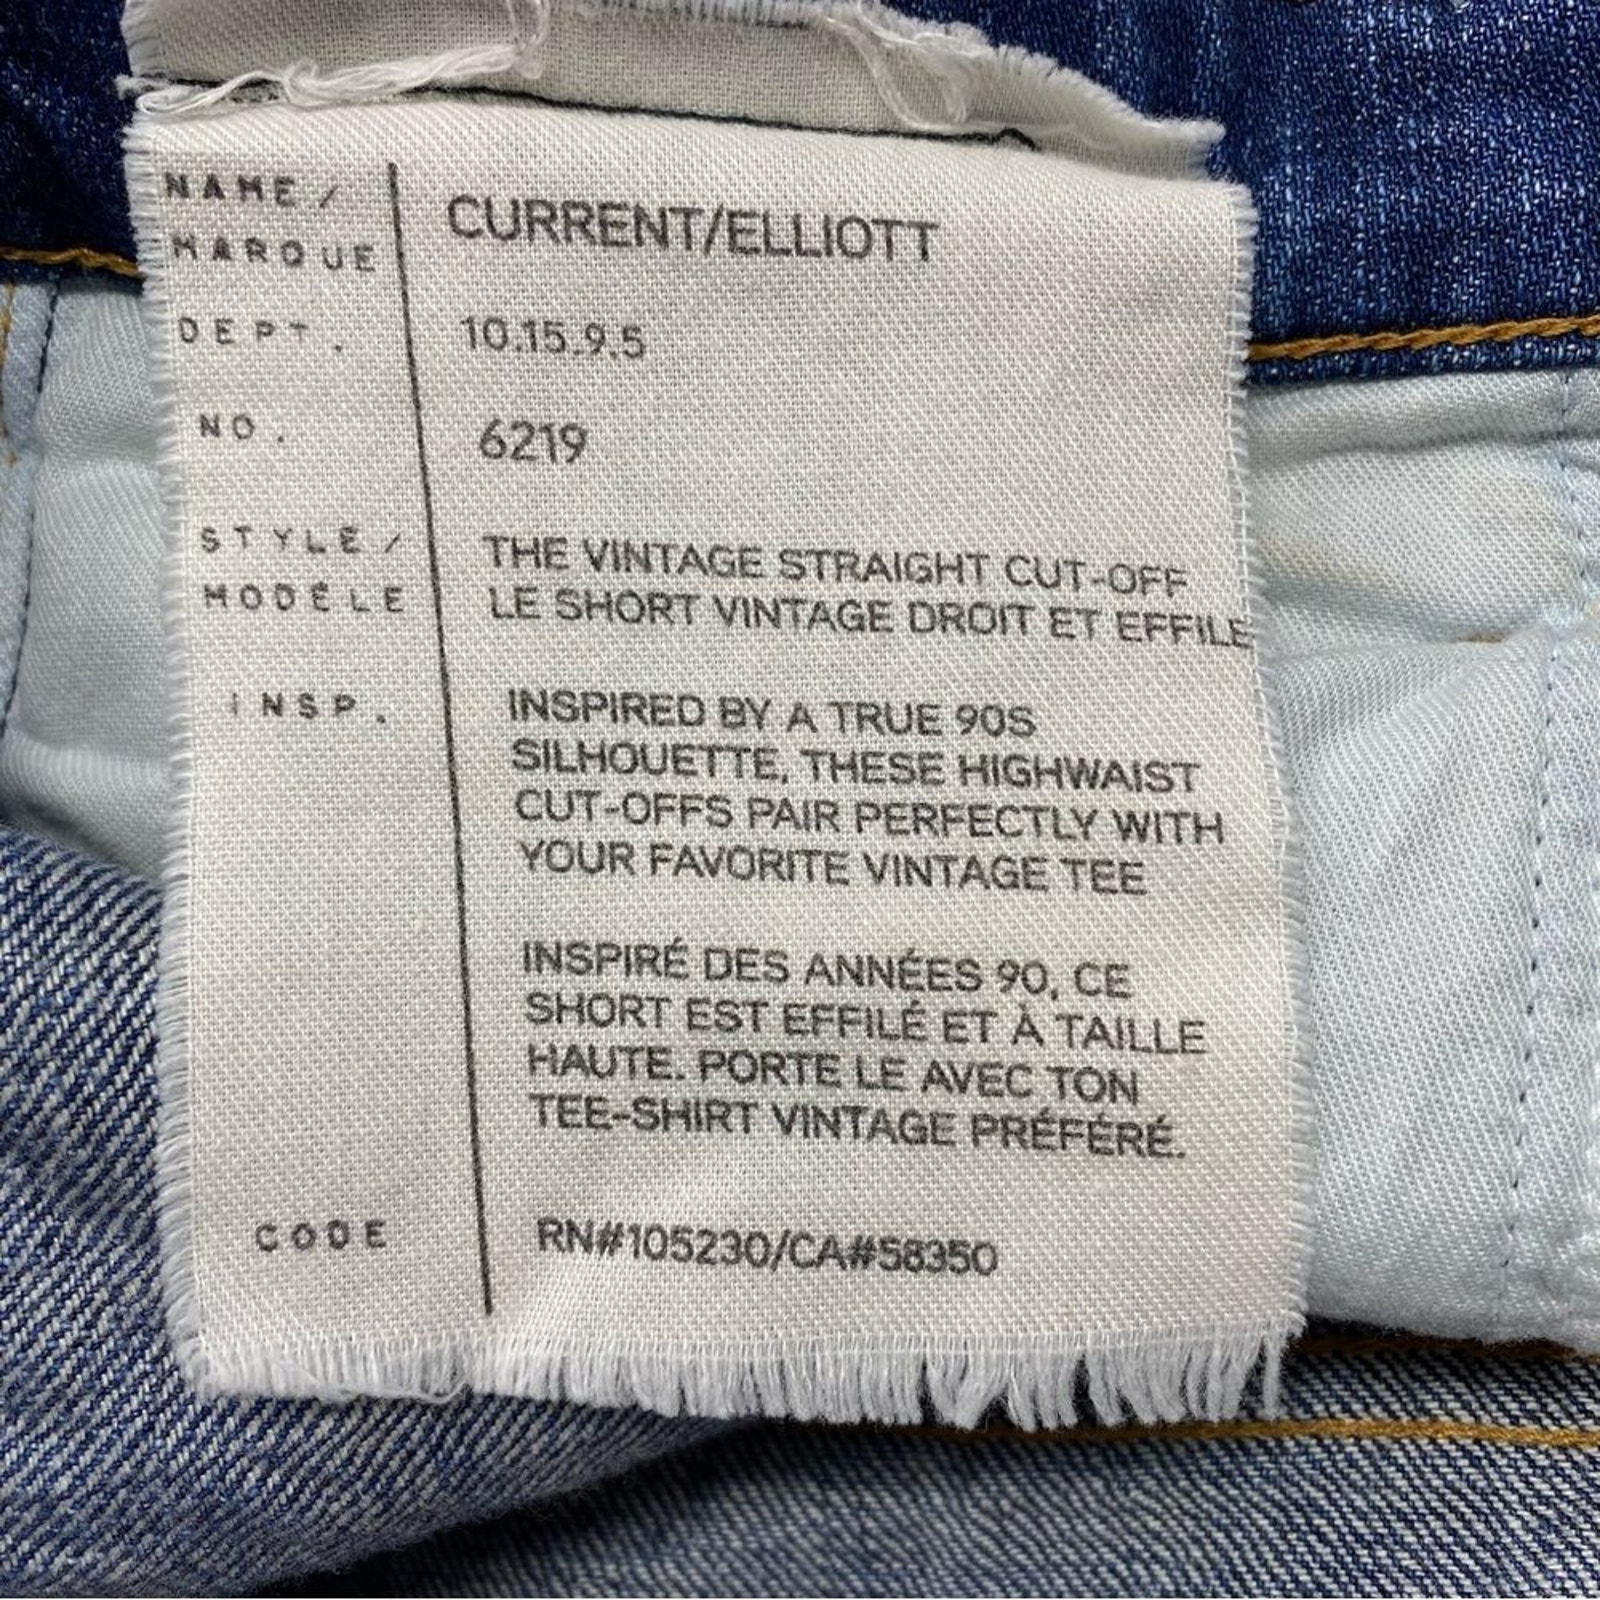 NAME/
MARQUE
CURRENT/ELLIOTT
DEPT.
10.15.9.5
NO.
6219
STYLE/
MODÉLE
THE VINTAGE STRAIGHT CUT-OFF
LE SHORT VINTAGE DROIT ET EFFILE
INSP.
INSPIRED BY A TRUE 90S
SILHOUETTE, THESE HIGHWAIST
CUT-OFFS PAIR PERFECTLY WITH
YOUR FAVORITE VINTAGE TEE
INSPIRÉ DES ANNÉES 90, CE
SHORT EST EFFILÉ ET À TAILLE
HAUTE. PORTE LE AVEC TON
TEE-SHIRT VINTAGE PRÉFÉRÉ.
CODE
RN#105230/CA#58350